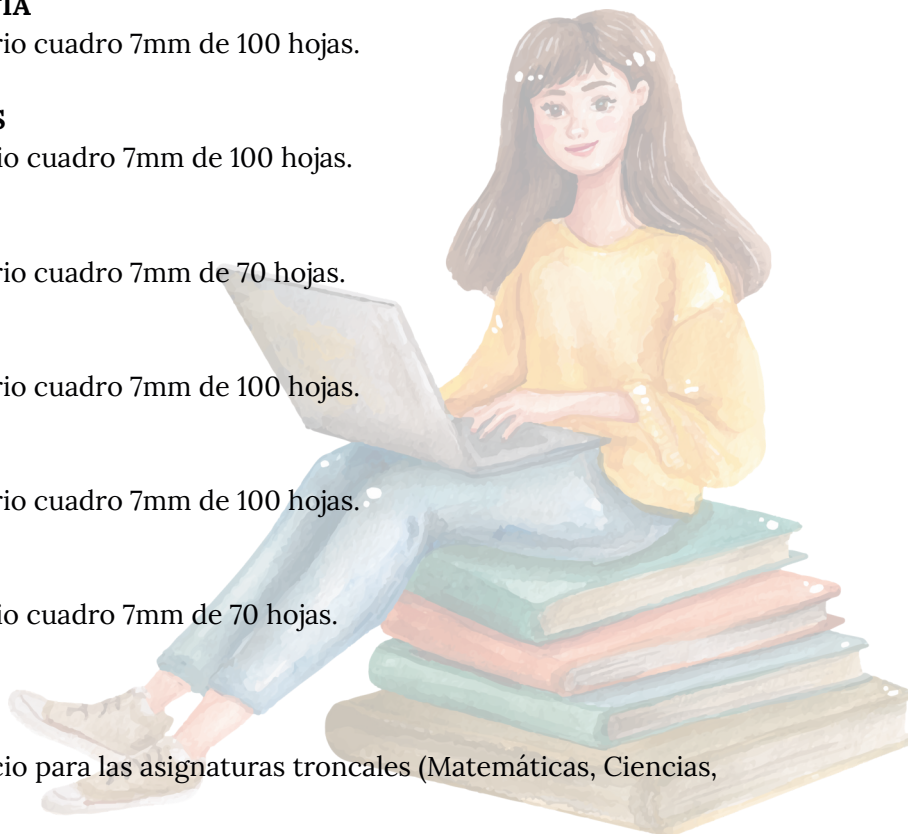 ÍA
rio cuadro 7mm de 100 hojas.
S
io cuadro 7mm de 100 hojas.
rio cuadro 7mm de 70 hojas.
rio cuadro 7mm de 100 hojas.
rio cuadro 7mm de 100 hojas.
io cuadro 7mm de 70 hojas.
cio para las asignaturas troncales (Matemáticas, Ciencias,